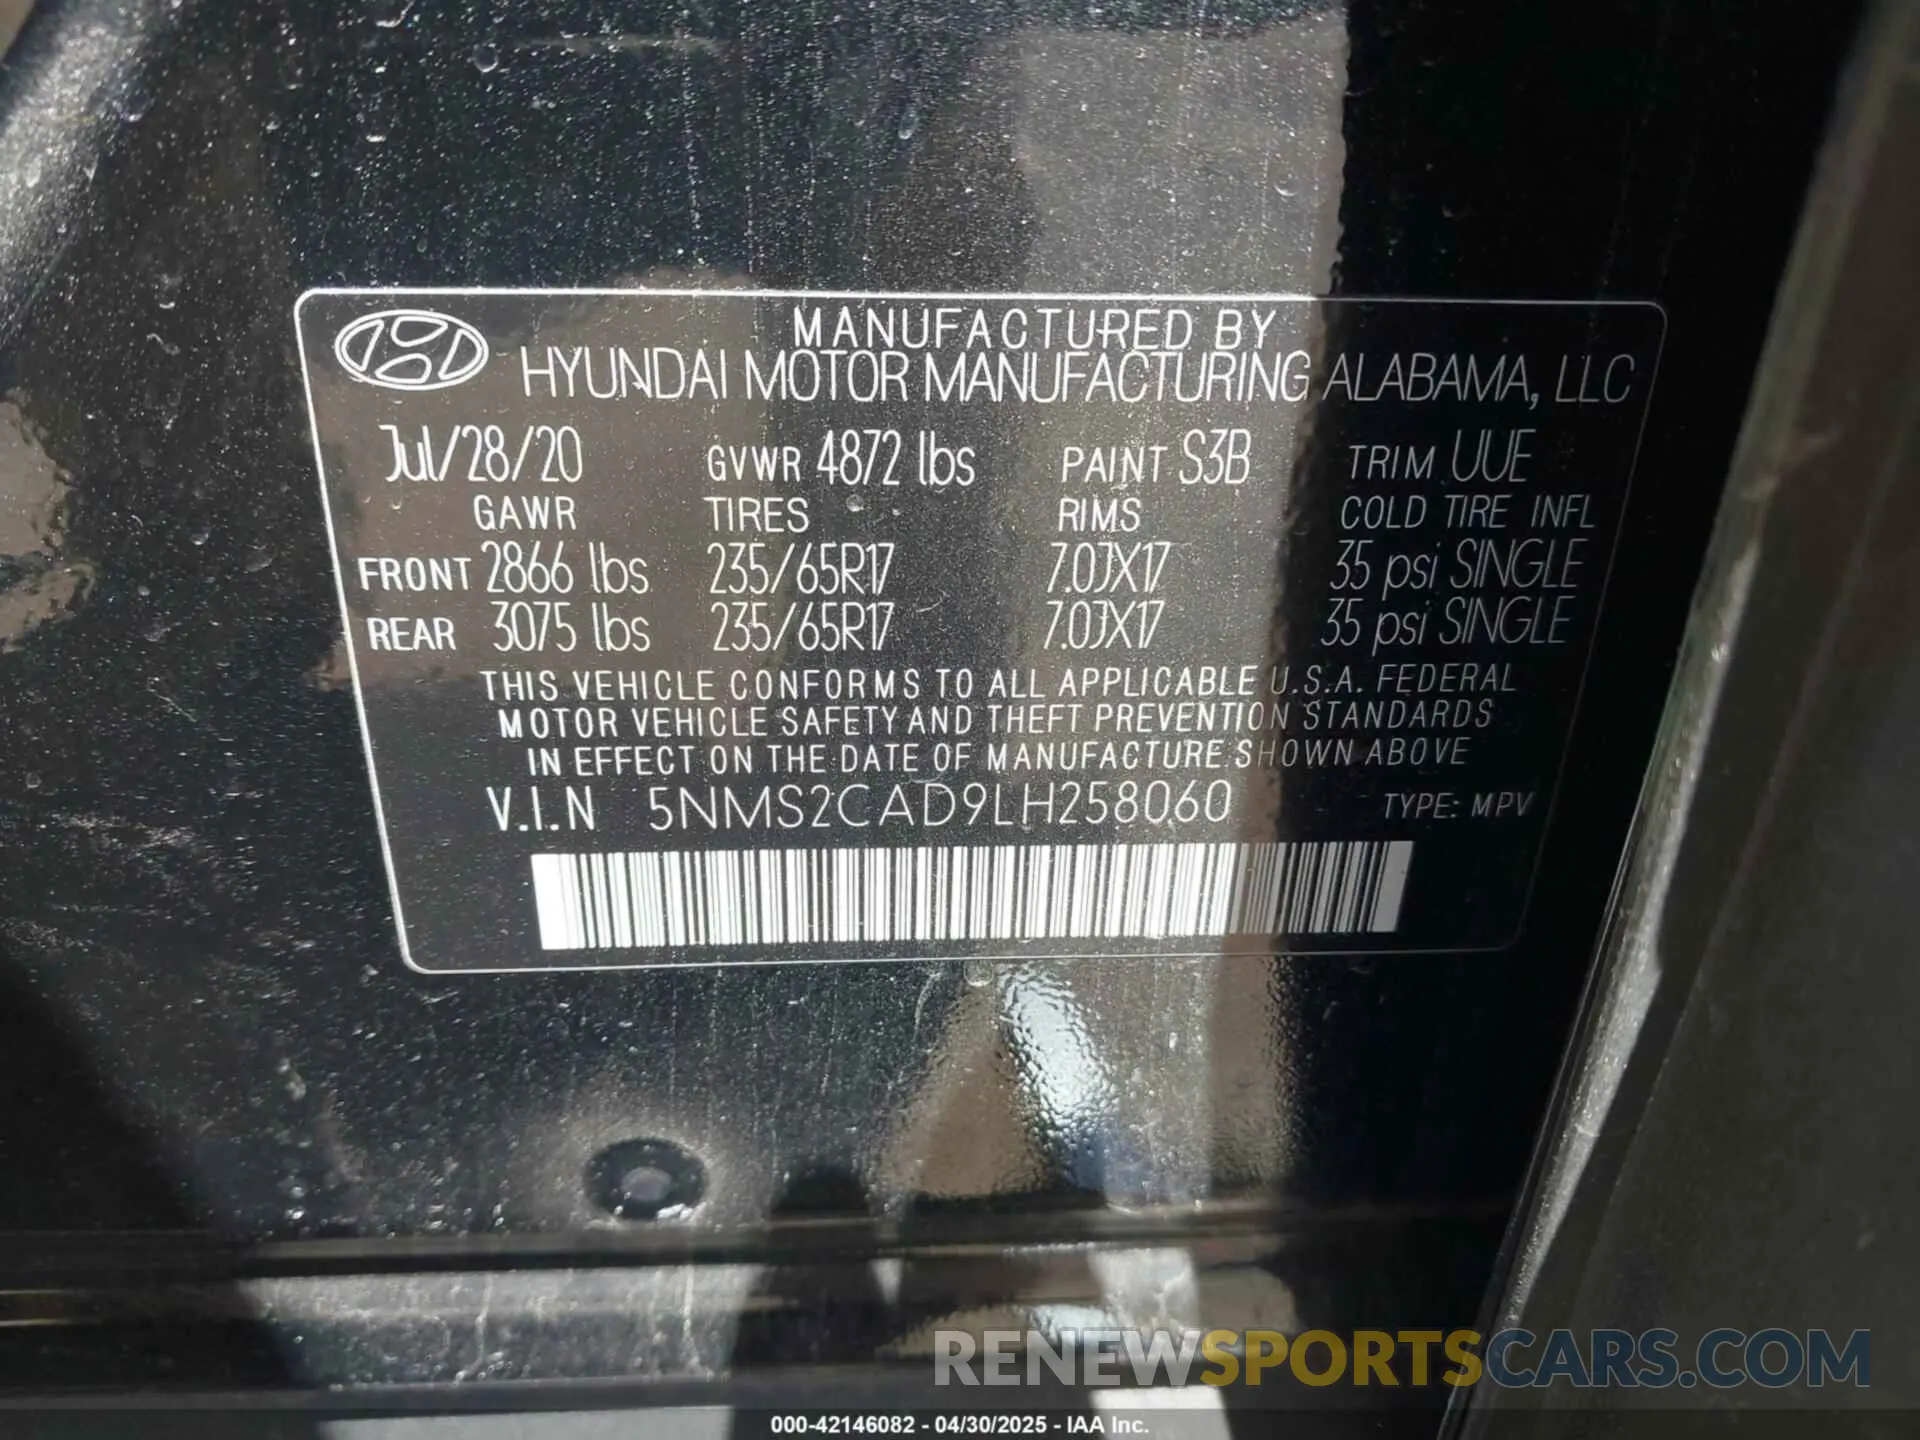 MANUFACTURED BY
HYUNDAI MOTOR MANUFACTURING ALABAMA, LLC
Jul/28/20 GVWR 4872 lbs PAINT S3B TRIM UUE
GAWR TIRES RIMS COLD TIRE INFL
FRONT 2866 lbs 235/65R17 7.0JX17 35 psi SINGLE
REAR 3075 lbs 235/65R17 7.0JX17 35 psi SINGLE
THIS VEHICLE CONFORMS TO ALL APPLICABLE U.S.A. FEDERAL
MOTOR VEHICLE SAFETY AND THEFT PREVENTION STANDARDS
IN EFFECT ON THE DATE OF MANUFACTURE SHOWN ABOVE
V.I.N 5NMS2CAD9LH258060 TYPE: MPV
RENEWSPORTSCARS.COM
000-42146082 - 04/30/2025 - IAA Inc.